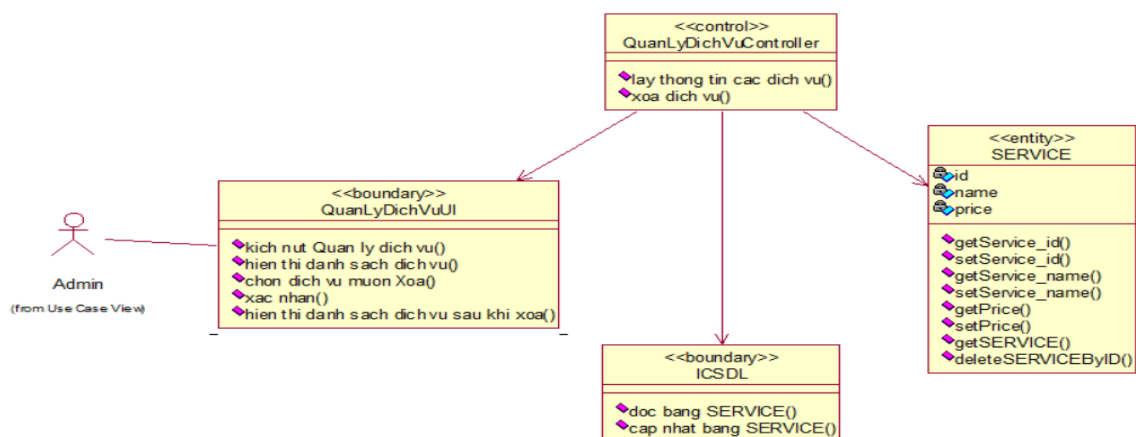 <<control>>
QuanLyDichVuController
lay thong tin cac dich vu()
xoa dich vu()
<<boundary>>
QuanLyDichVuUI
kich nut Quan ly dich vu()
hien thi danh sach dich vu()
chon dich vu muon Xoa()
xac nhan()
hien thi danh sach dich vu sau khi xoa()
Admin
(from Use Case View)
<<entity>>
SERVICE
id
name
price
getService_id()
setService_id()
getService_name()
setService_name()
getPrice()
setPrice()
getSERVICE()
deleteSERVICEByID()
<<boundary>>
ICSDL
doc bang SERVICE()
cap nhat bang SERVICE()